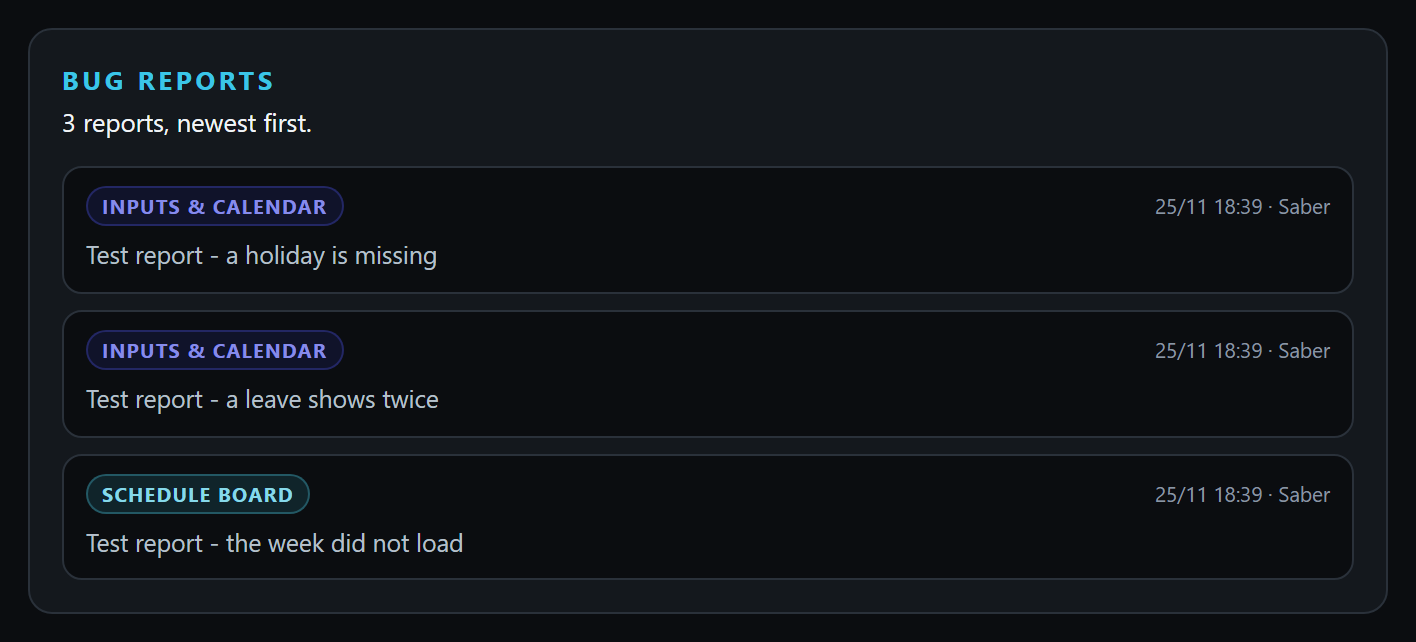 BUG REPORTS
3 reports, newest first.
INPUTS & CALENDAR
25/11 18:39 · Saber
Test report - a holiday is missing
INPUTS & CALENDAR
25/11 18:39 · Saber
Test report - a leave shows twice
SCHEDULE BOARD
25/11 18:39 · Saber
Test report - the week did not load